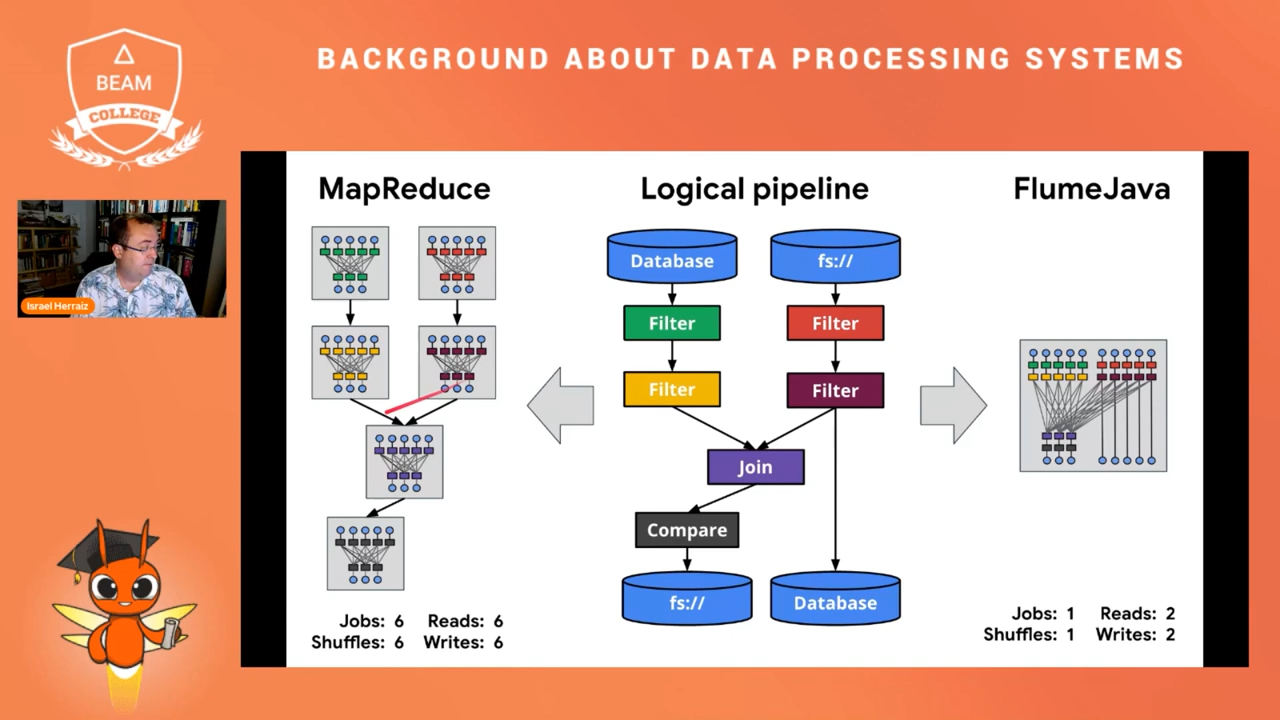 BACKGROUND ABOUT DATA PROCESSING SYSTEMS
BEAM
COLLEGE
Israel Herraiz
MapReduce
Jobs: 6 Reads: 6
Shuffles: 6 Writes: 6
Logical pipeline
Database
fs://
Filter
Filter
Filter
Filter
Join
Compare
fs://
Database
FlumeJava
Jobs: 1 Reads: 2
Shuffles: 1 Writes: 2